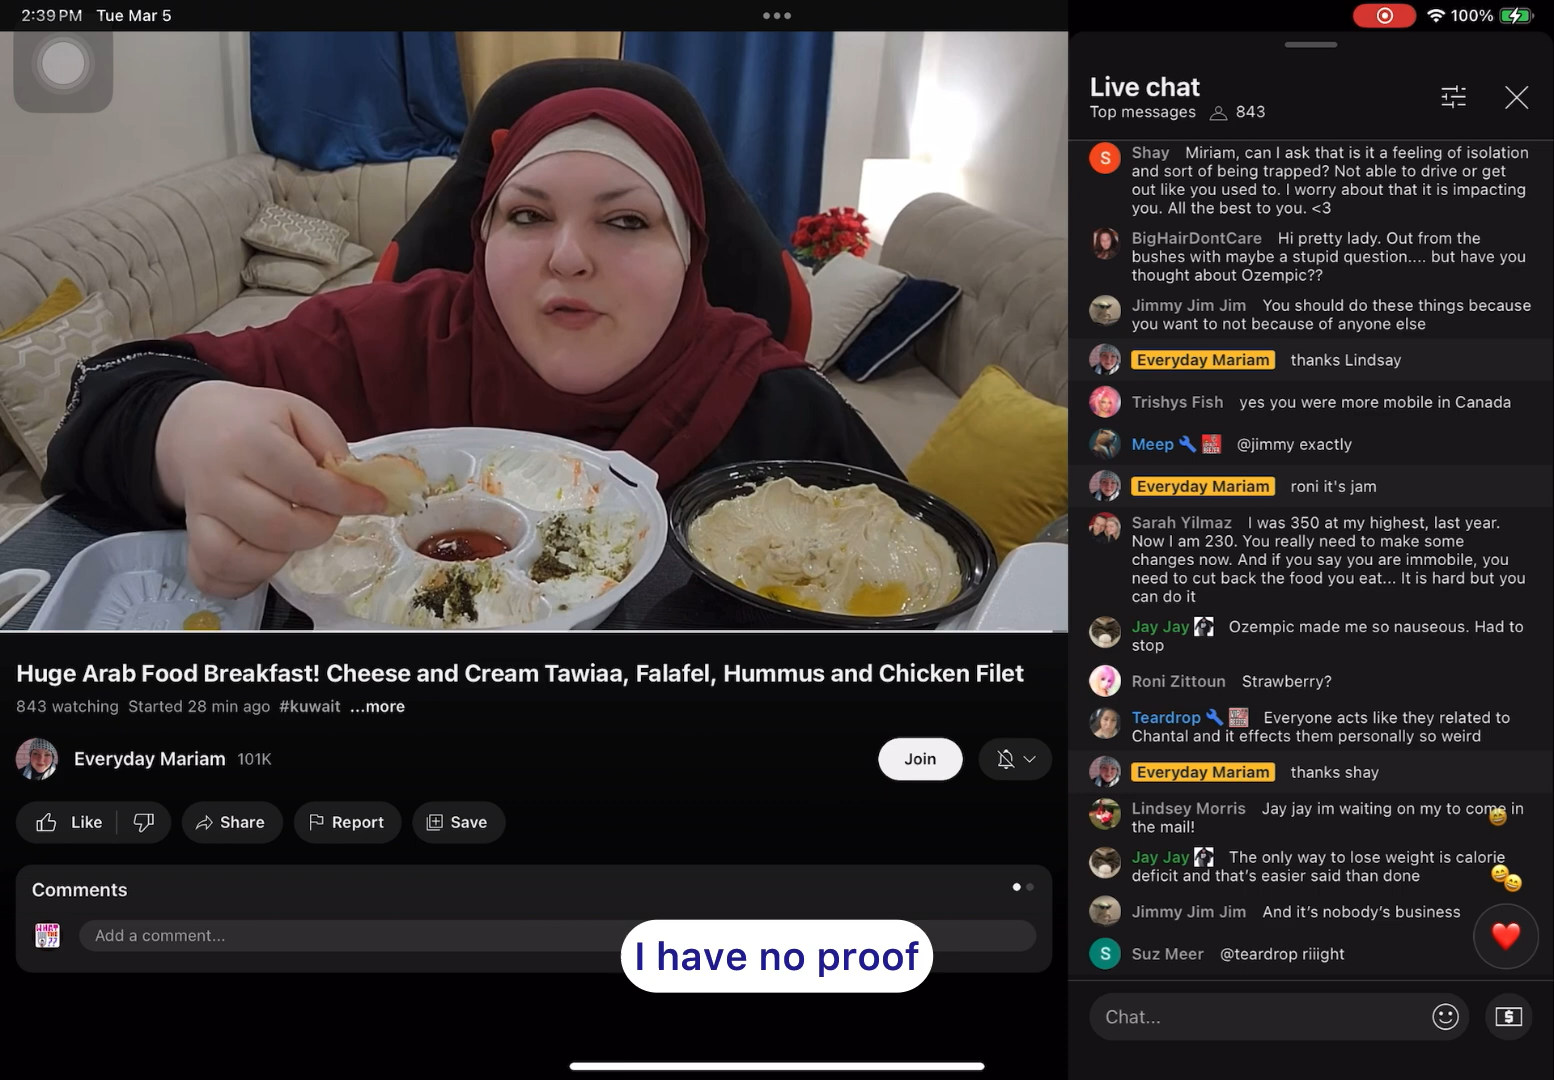 2:39 PM Tue Mar 5
100%
Live chat
Top messages 843
Shay Miriam, can I ask that is it a feeling of isolation
and sort of being trapped? Not able to drive or get
out like you used to. I worry about that it is impacting
you. All the best to you. <3
BigHairDontCare Hi pretty lady. Out from the
bushes with maybe a stupid question.... but have you
thought about Ozempic??
Jimmy Jim Jim You should do these things because
you want to not because of anyone else
Everyday Mariam thanks Lindsay
Trishys Fish yes you were more mobile in Canada
Meep @jimmy exactly
Everyday Mariam roni it's jam
Sarah Yilmaz I was 350 at my highest, last year.
Now I am 230. You really need to make some
changes now. And if you say you are immobile, you
need to cut back the food you eat... It is hard but you
can do it
Jay Jay Ozempic made me so nauseous. Had to
stop
Roni Zittoun Strawberry?
Teardrop Everyone acts like they related to
Chantal and it effects them personally so weird
Everyday Mariam thanks shay
Lindsey Morris Jay jay im waiting on my to come in
the mail!
Jay Jay The only way to lose weight is calorie
deficit and that's easier said than done
Jimmy Jim Jim And it's nobody's business
S Suz Meer @teardrop riiight
Chat...
Huge Arab Food Breakfast! Cheese and Cream Tawiaa, Falafel, Hummus and Chicken Filet
843 watching Started 28 min ago #kuwait ...more
Everyday Mariam 101K
Join
Like Share Report Save
Comments
Add a comment...
I have no proof